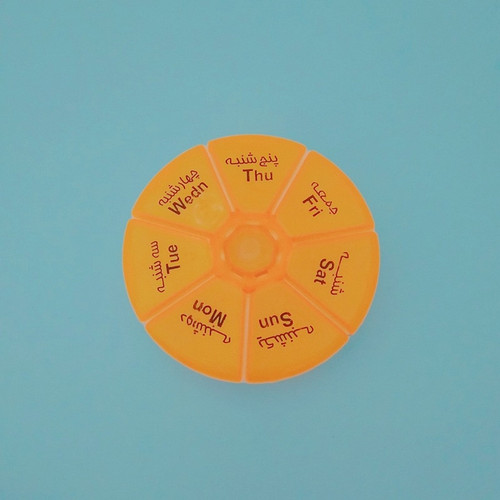 پنج شنبه
Thu
جمعه
Fri
شنبه
Sat
یکشنبه
Sun
دوشنبه
Mon
سه شنبه
Tue
چهارشنبه
Wedn